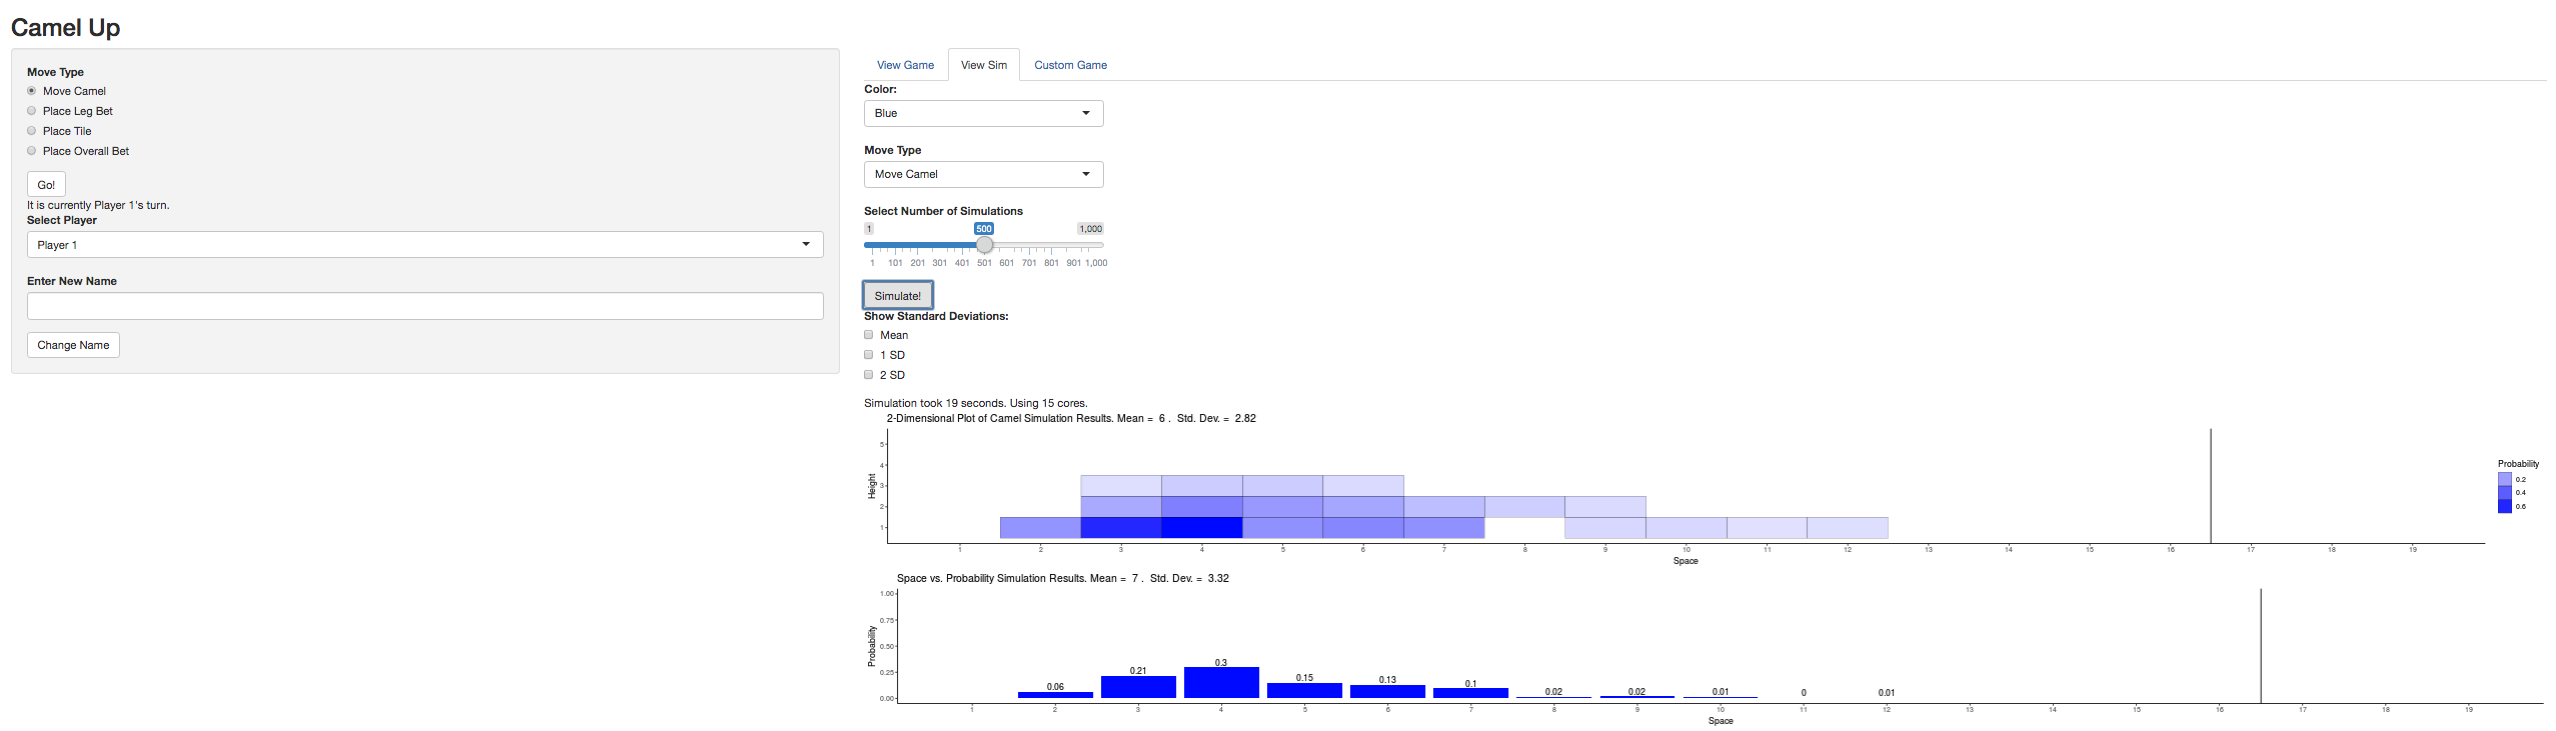 Camel Up
Move Type
Move Camel
Place Leg Bet
Place Tile
Place Overall Bet
Go!
It is currently Player 1's turn.
Select Player
Player 1
Enter New Name
Change Name
View Game View Sim Custom Game
Color:
Blue
Move Type
Move Camel
Select Number of Simulations
1 500 1,000
1 101 201 301 401 501 601 701 801 901 1,000
Simulate!
Show Standard Deviations:
Mean
1 SD
2 SD
Simulation took 19 seconds. Using 15 cores.
2-Dimensional Plot of Camel Simulation Results. Mean = 6 . Std. Dev. = 2.82
Height
5
4
3
2
1
1 2 3 4 5 6 7 8 9 10 11 12 13 14 15 16 17 18 19
Space
Probability
0.2
0.4
0.6
Space vs. Probability Simulation Results. Mean = 7 . Std. Dev. = 3.32
Probability
1.00
0.75
0.50
0.25
0.00
0.06 0.21 0.3 0.15 0.13 0.1 0.02 0.02 0.01 0 0.01
1 2 3 4 5 6 7 8 9 10 11 12 13 14 15 16 17 18 19
Space